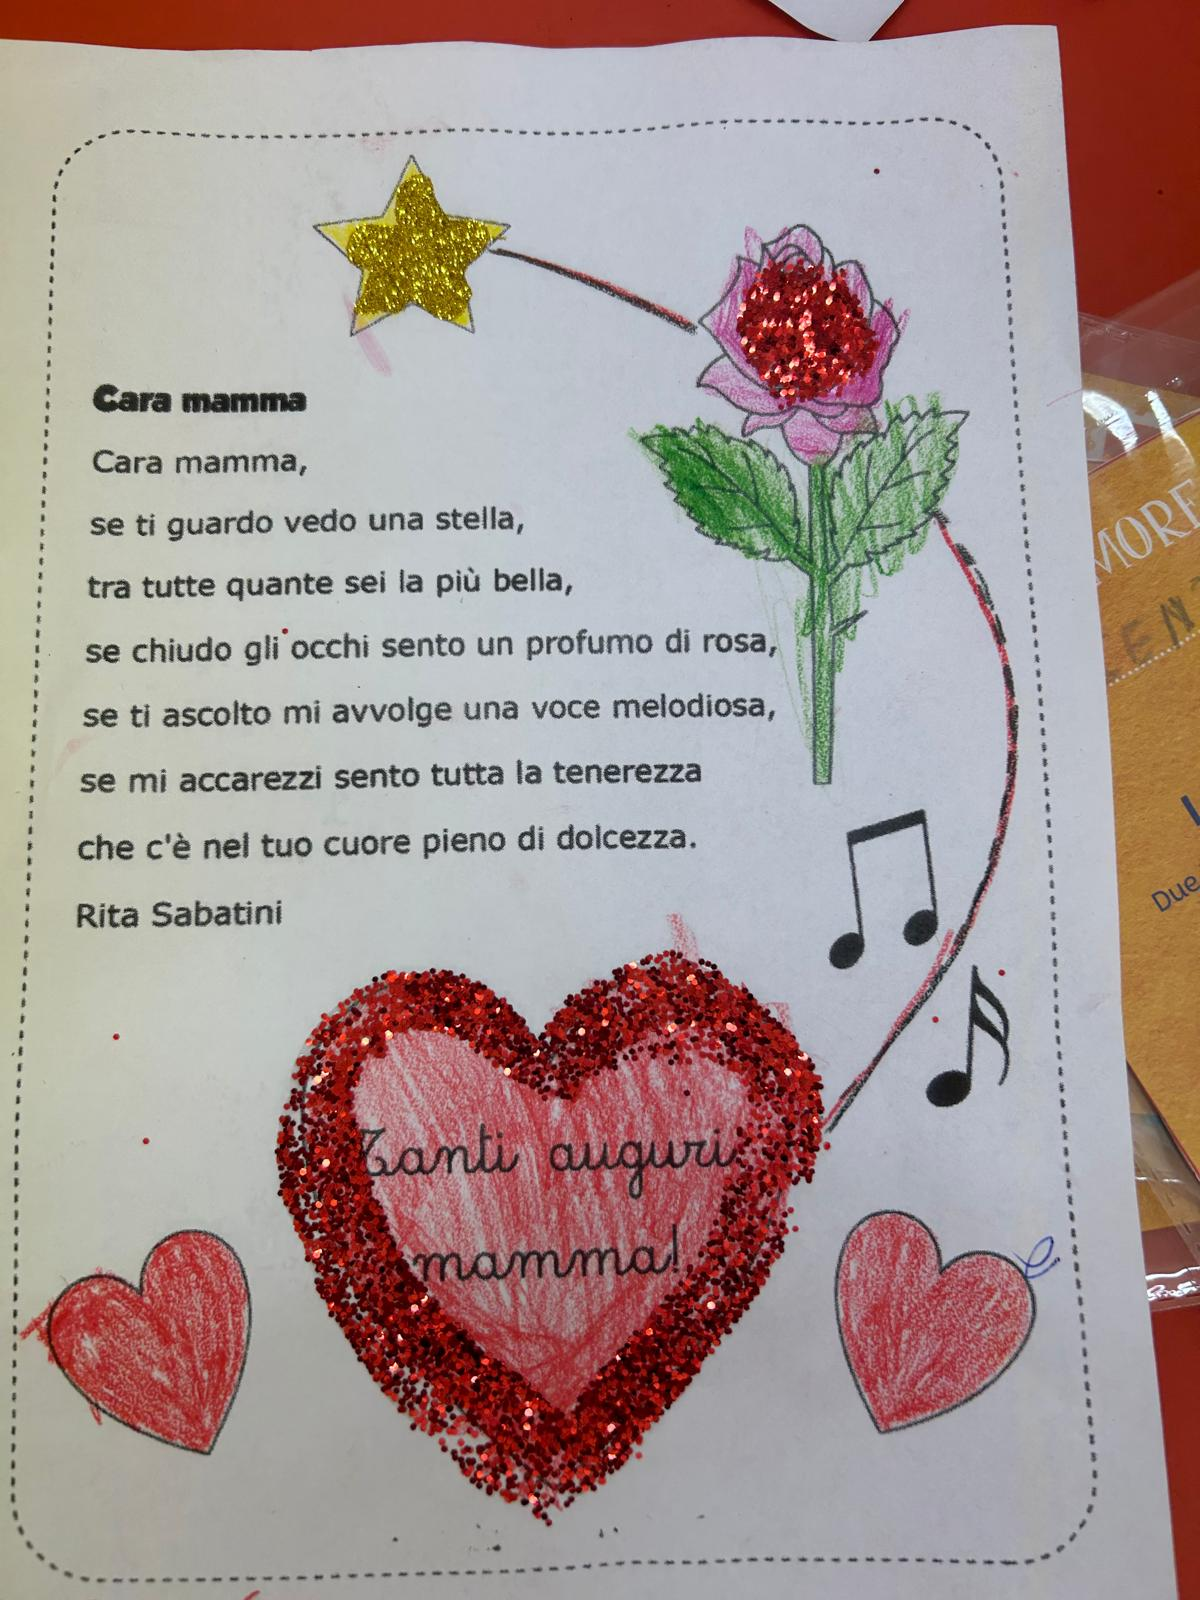 Cara mamma
Cara mamma,
se ti guardo vedo una stella,
tra tutte quante sei la più bella,
se chiudo gli occhi sento un profumo di rosa,
se ti ascolto mi avvolge una voce melodiosa,
se mi accarezzi sento tutta la tenerezza
che c'è nel tuo cuore pieno di dolcezza.
Rita Sabatini
Tanti auguri
mamma!
MORE
Due